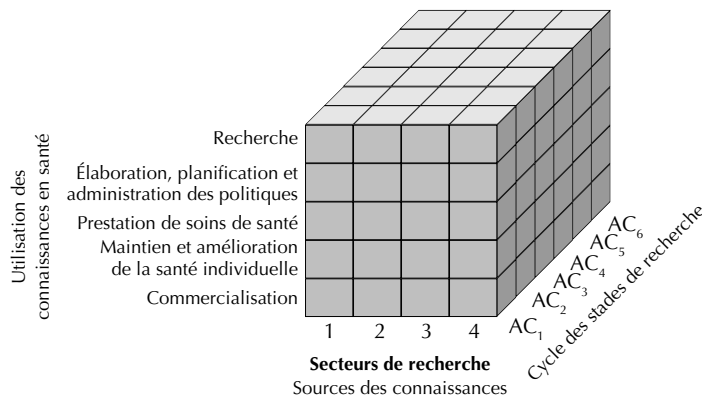 Utilisation des
connaissances en santé
Recherche
Élaboration, planification et
administration des politiques
Prestation de soins de santé
Maintien et amélioration
de la santé individuelle
Commercialisation
1 2 3 4
Secteurs de recherche
Sources des connaissances
AC1
AC2
AC3
AC4
AC5
AC6
Cycle des stades de recherche